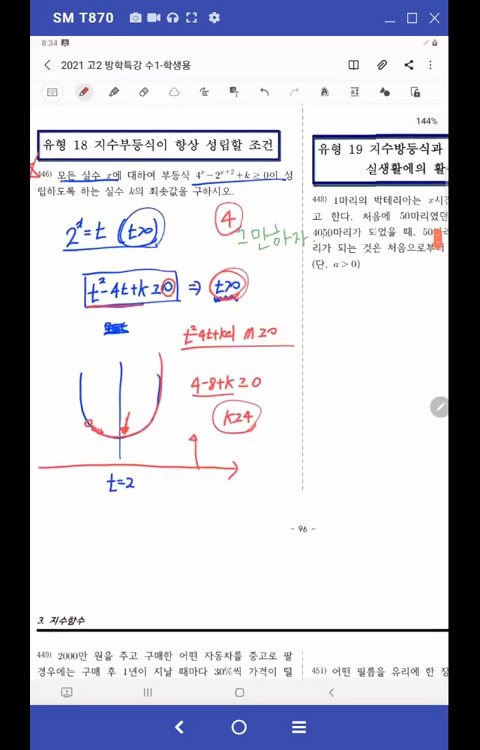 SM T870
8:34
2021 고2 방학특강 수1-학생용
144%
유형 18 지수부등식이 항상 성립할 조건
446) 모든 실수 x에 대하여 부등식 4^x-2^{x+2}+k≥0이 성
립하도록 하는 실수 k의 최솟값을 구하시오.
4
그만하자.
2^x=t (t>0)
t²-4t+k≥0 ⇒ t>0
t²-4t+k의 m≥0
4-8+k≥0
k≥4
t=2
유형 19 지수방등식과
실생활에의 활
448) 1마리의 박테리아는 x시간
고 한다. 처음에 50마리였던
4050마리가 되었을 때, 50마리
리가 되는 것은 처음으로부터
(단, a>0)
- 96 -
3. 지수함수
449) 2000만 원을 주고 구매한 어떤 자동차를 중고로 팔
경우에는 구매 후 1년이 지날 때마다 30%씩 가격이 떨
451) 어떤 필름을 유리에 한 장